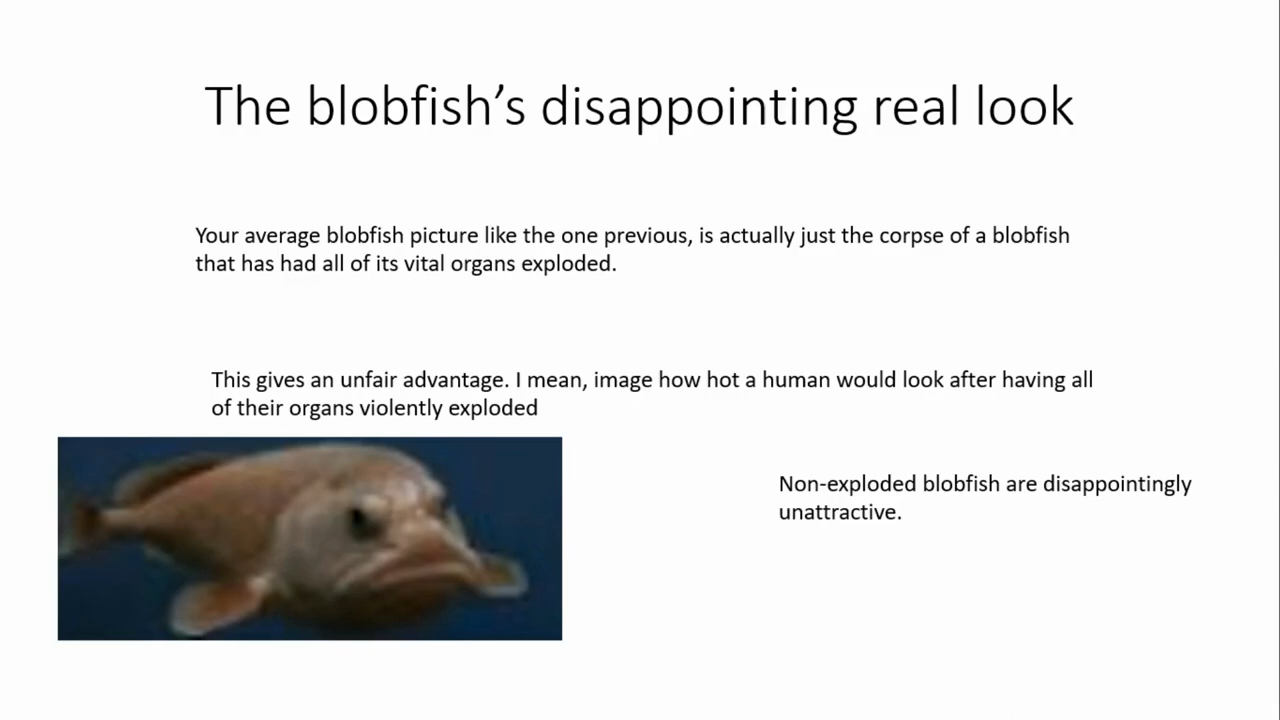 The blobfish’s disappointing real look
Your average blobfish picture like the one previous, is actually just the corpse of a blobfish
that has had all of its vital organs exploded.
This gives an unfair advantage. I mean, image how hot a human would look after having all
of their organs violently exploded
Non-exploded blobfish are disappointingly
unattractive.